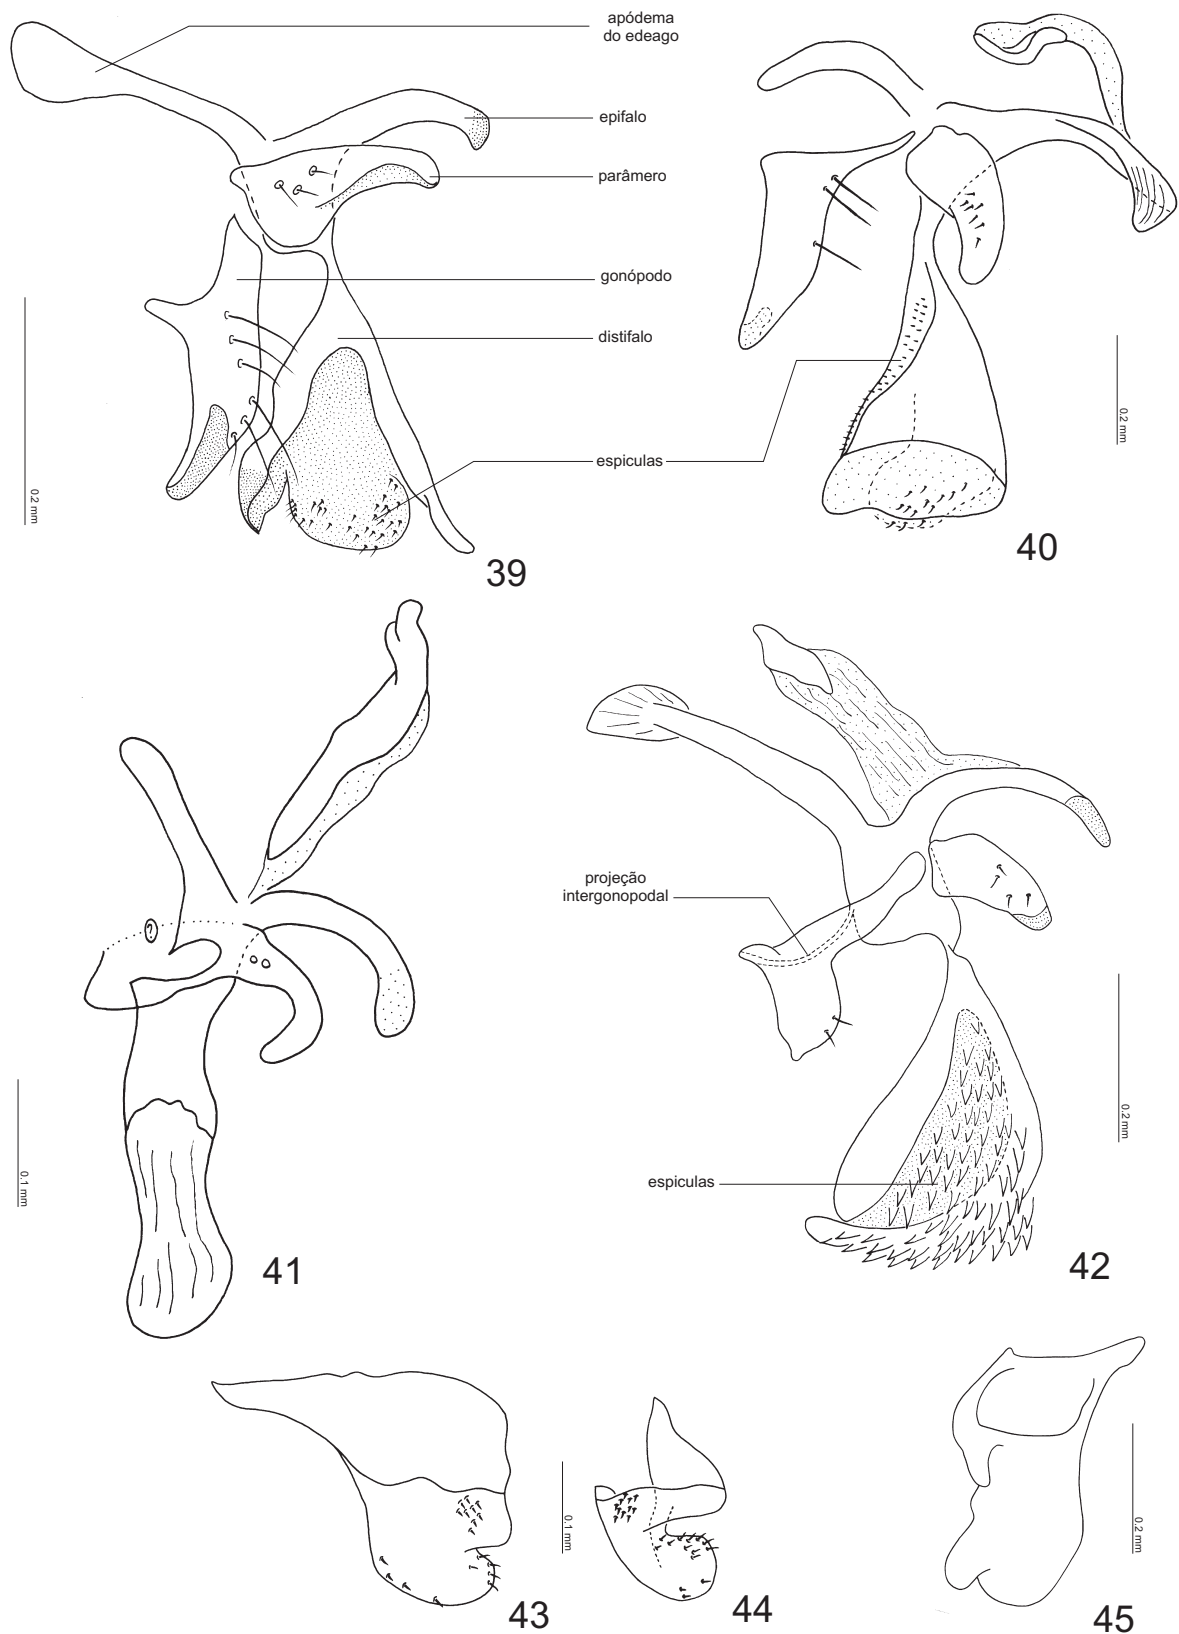 apódema
do edeago
epifalo
parâmero
gonópodo
distifalo
espiculas
0.2 mm
0.2 mm
39
40
projeção
intergonopodal
espiculas
0.1 mm
0.2 mm
41
42
0.1 mm
0.2 mm
43
44
45